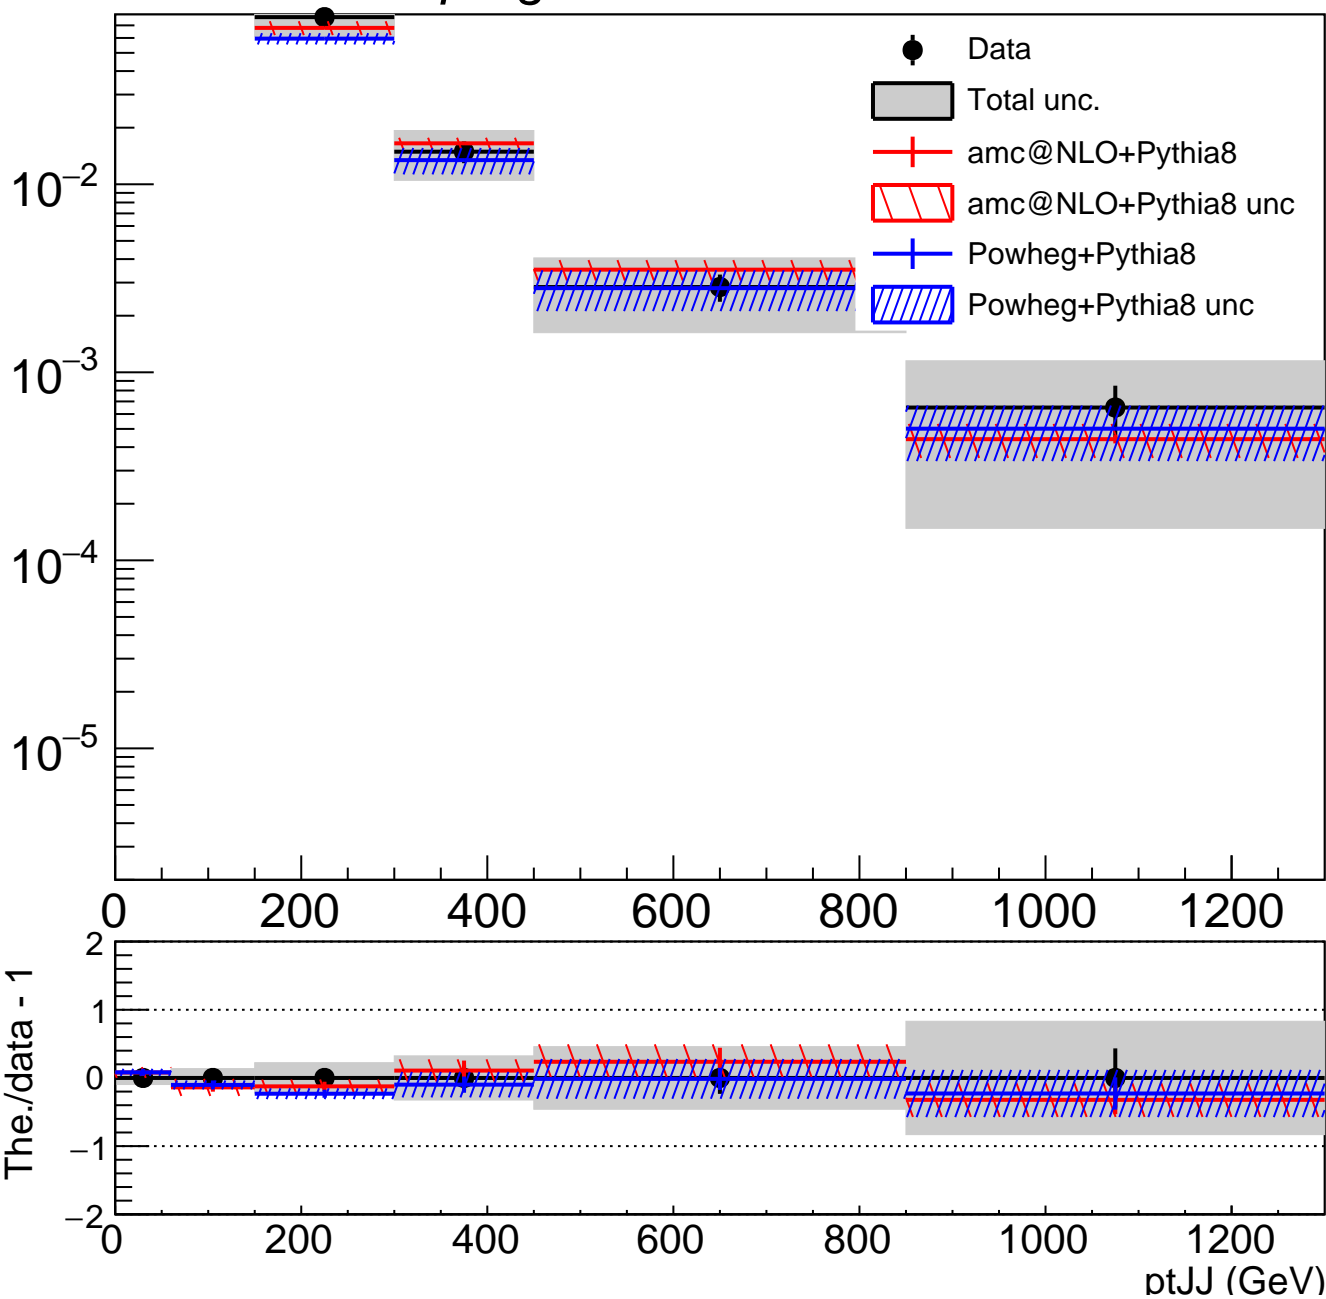 Data
Total unc.
amc@NLO+Pythia8
amc@NLO+Pythia8 unc
Powheg+Pythia8
Powheg+Pythia8 unc
10−2
10−3
10−4
10−5
0 200 400 600 800 1000 1200
The./data - 1
2
1
0
−1
−2
0 200 400 600 800 1000 1200
ptJJ (GeV)